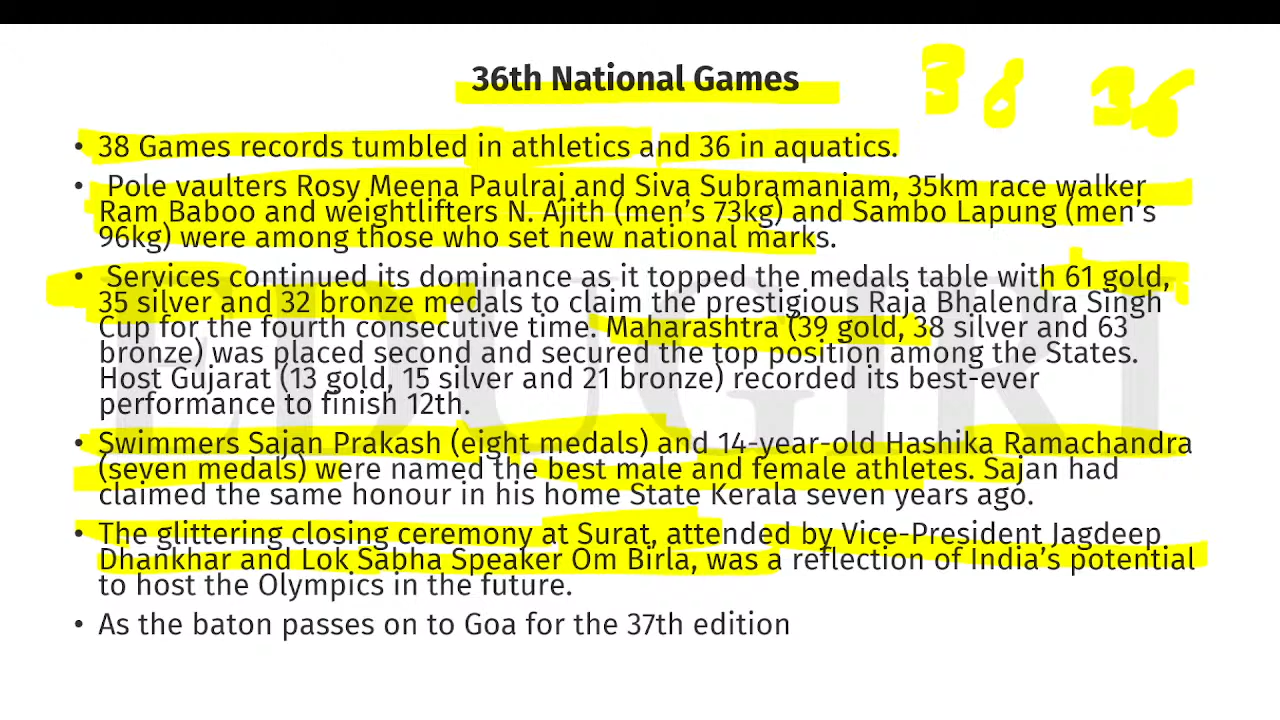 36th National Games
38 36
• 38 Games records tumbled in athletics and 36 in aquatics.
• Pole vaulters Rosy Meena Paulraj and Siva Subramaniam, 35km race walker
Ram Baboo and weightlifters N. Ajith (men’s 73kg) and Sambo Lapung (men’s
96kg) were among those who set new national marks.
• Services continued its dominance as it topped the medals table with 61 gold,
35 silver and 32 bronze medals to claim the prestigious Raja Bhalendra Singh
Cup for the fourth consecutive time. Maharashtra (39 gold, 38 silver and 63
bronze) was placed second and secured the top position among the States.
Host Gujarat (13 gold, 15 silver and 21 bronze) recorded its best-ever
performance to finish 12th.
• Swimmers Sajan Prakash (eight medals) and 14-year-old Hashika Ramachandra
(seven medals) were named the best male and female athletes. Sajan had
claimed the same honour in his home State Kerala seven years ago.
• The glittering closing ceremony at Surat, attended by Vice-President Jagdeep
Dhankhar and Lok Sabha Speaker Om Birla, was a reflection of India’s potential
to host the Olympics in the future.
• As the baton passes on to Goa for the 37th edition
EDUGIRI